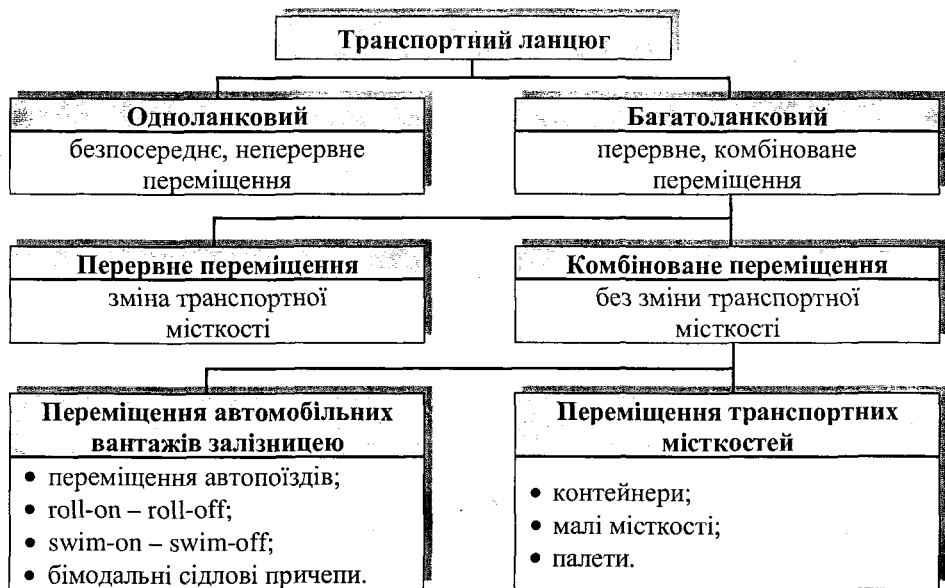 Транспортний ланцюг
Одноланковий
безпосереднє, неперервне
переміщення
Багатоланковий
перервне, комбіноване
переміщення
Перервне переміщення
зміна транспортної
місткості
Комбіноване переміщення
без зміни транспортної
місткості
Переміщення автомобільних
вантажів залізницею
• переміщення автопоїздів;
• roll-on – roll-off;
• swim-on – swim-off;
• бімодальні сідлові причепи.
Переміщення транспортних
місткостей
• контейнери;
• малі місткості;
• палети.